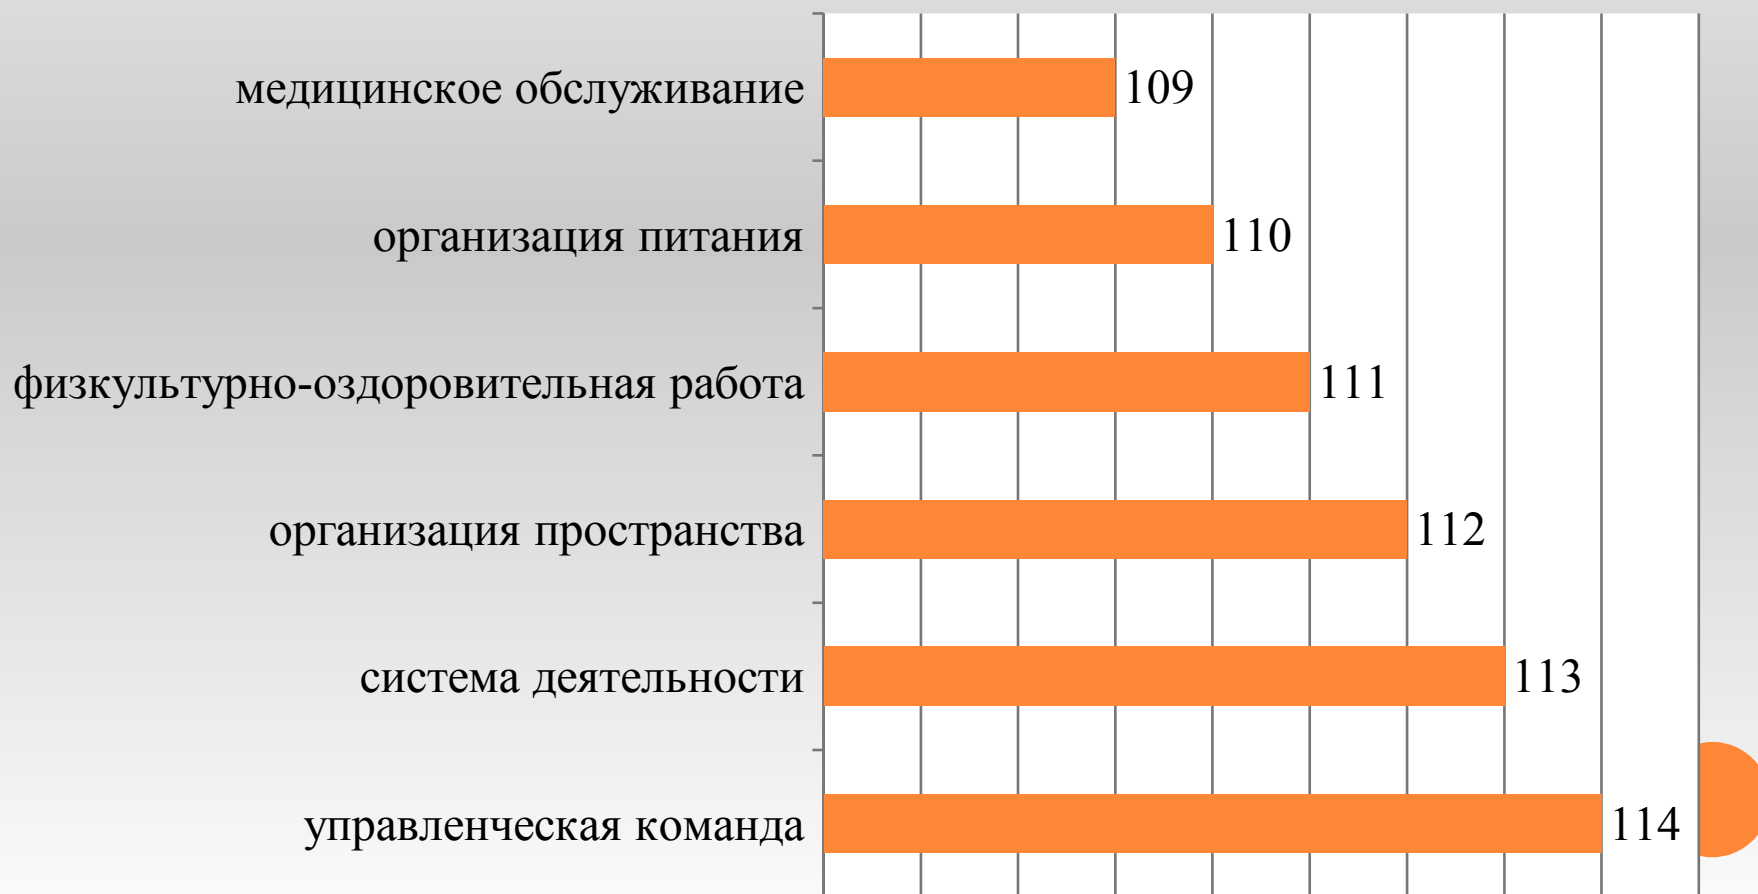 медицинское обслуживание 109
организация питания 110
физкультурно-оздоровительная работа 111
организация пространства 112
система деятельности 113
управленческая команда 114